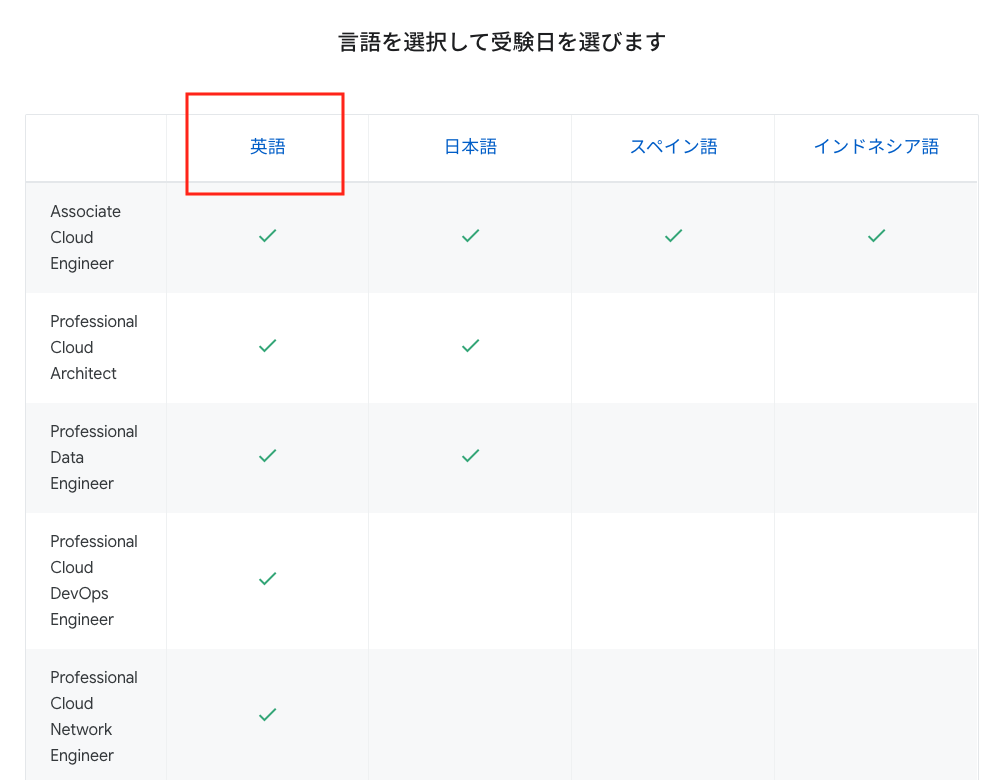 言語を選択して受験日を選びます
英語 日本語 スペイン語 インドネシア語
Associate
Cloud
Engineer
Professional
Cloud
Architect
Professional
Data
Engineer
Professional
Cloud
DevOps
Engineer
Professional
Cloud
Network
Engineer